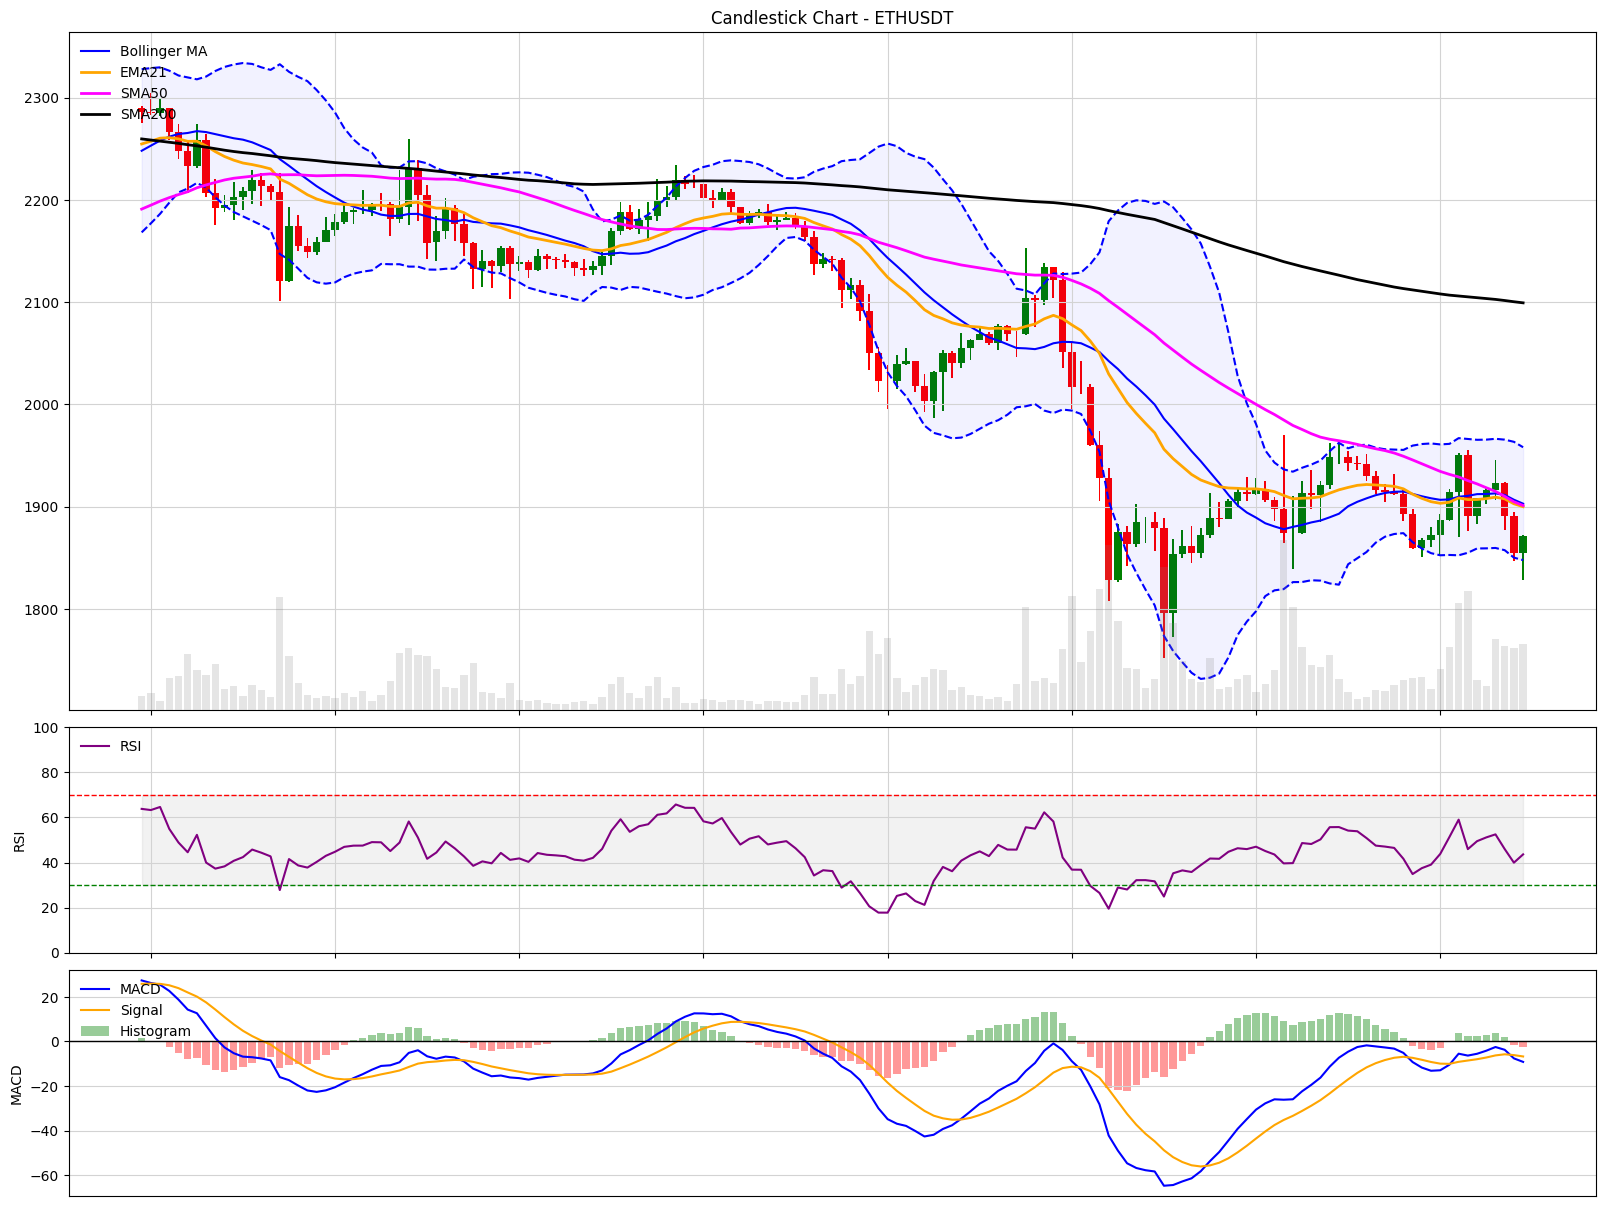 Candlestick Chart - ETHUSDT
Bollinger MA
EMA21
SMA50
SMA200
2300
2200
2100
2000
1900
1800
RSI
RSI
100
80
60
40
20
0
MACD
Signal
Histogram
MACD
20
0
−20
−40
−60